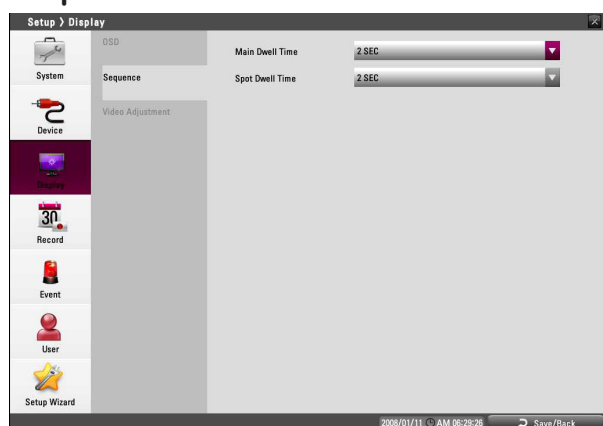 Setup > Display
System
Device
Display
30
Record
Event
User
Setup Wizard
OSD
Sequence
Video Adjustment
Main Dwell Time
2 SEC
Spot Dwell Time
2 SEC
2008/01/11 AM 06:29:26
Save/Back